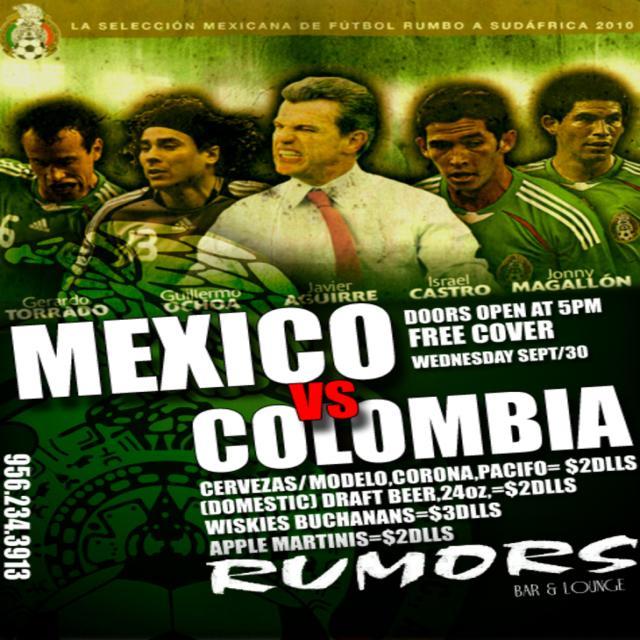 LA SELECCIÓN MEXICANA DE FÚTBOL RUMBO A SUDÁFRICA 2010
6
13
Gerardo
TORRADO
Guillermo
OCHOA
Javier
AGUIRRE
Israel
CASTRO
Jonny
MAGALLÓN
MEXICO
DOORS OPEN AT 5PM
FREE COVER
WEDNESDAY SEPT/30
VS
COLOMBIA
CERVEZAS/MODELO,CORONA,PACIFO= $2DLLS
(DOMESTIC) DRAFT BEER,24oz,=$2DLLS
WISKIES BUCHANANS=$3DLLS
APPLE MARTINIS=$2DLLS
956.234.3913
RUMORS
BAR & LOUNGE